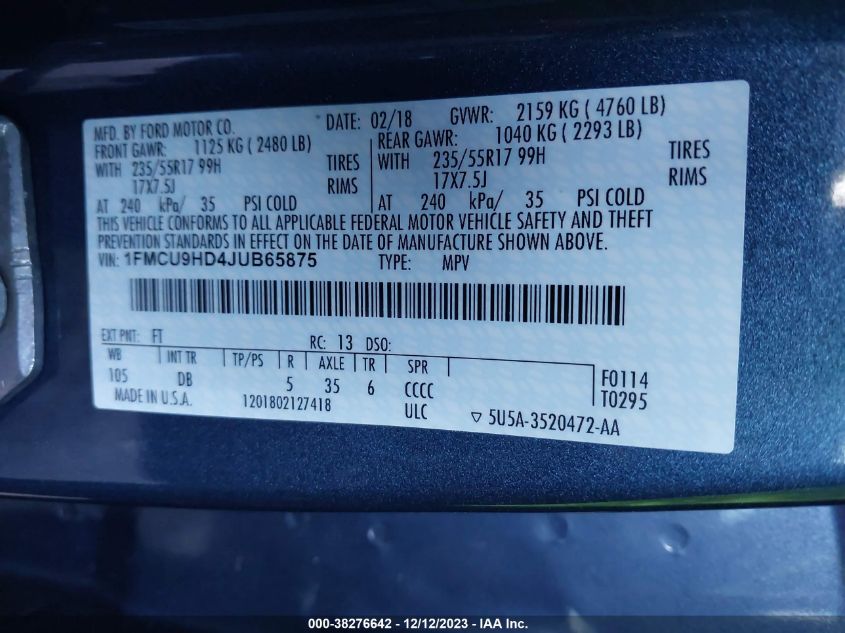 MFD. BY FORD MOTOR CO. DATE: 02/18 GVWR: 2159 KG ( 4760 LB)
FRONT GAWR: 1125 KG ( 2480 LB) REAR GAWR: 1040 KG ( 2293 LB)
WITH 235/55R17 99H TIRES WITH 235/55R17 99H TIRES
17X7.5J RIMS 17X7.5J RIMS
AT 240 kPa/ 35 PSI COLD AT 240 kPa/ 35 PSI COLD
THIS VEHICLE CONFORMS TO ALL APPLICABLE FEDERAL MOTOR VEHICLE SAFETY AND THEFT
PREVENTION STANDARDS IN EFFECT ON THE DATE OF MANUFACTURE SHOWN ABOVE.
VIN: 1FMCU9HD4JUB65875 TYPE: MPV
EXT PNT: FT RC: 13 DSO:
WB INT TR TP/PS R AXLE TR SPR
105 DB 5 35 6 CCCC F0114
MADE IN U.S.A. 1201802127418 ULC T0295
▽ 5U5A-3520472-AA
000-38276642 - 12/12/2023 - IAA Inc.